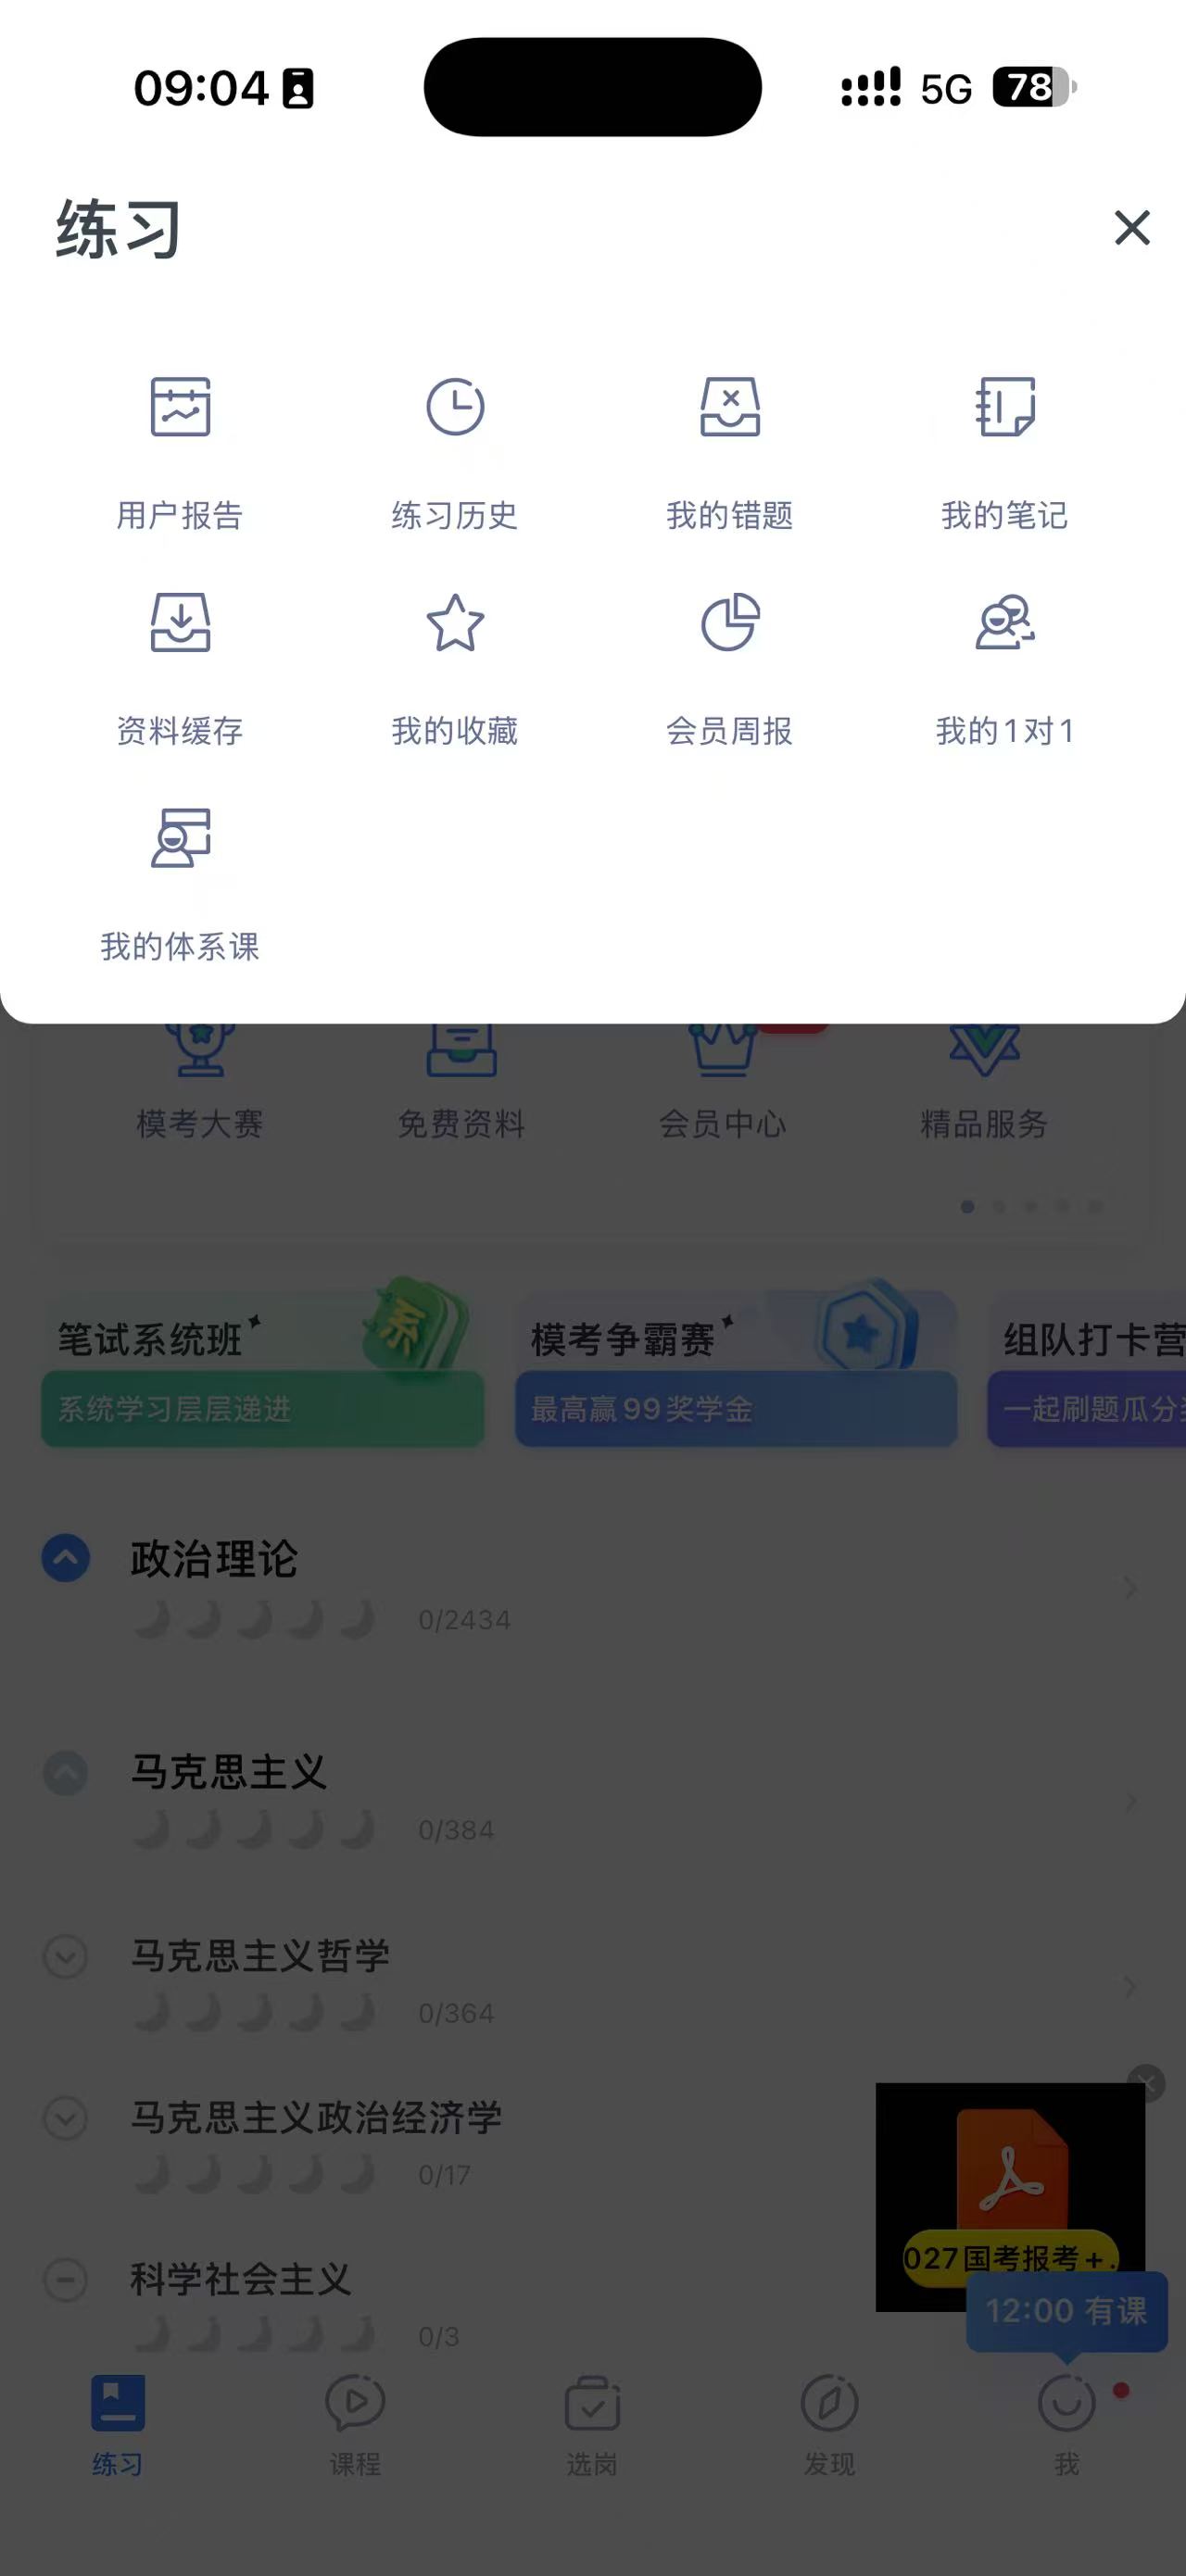 09:04
5G
78
练习
用户报告 练习历史 我的错题 我的笔记
资料缓存 我的收藏 会员周报 我的1对1
我的体系课
模考大赛 免费资料 会员中心 精品服务
笔试系统班 模考争霸赛 组队打卡营
系统学习层层递进 最高赢99奖学金 一起刷题瓜分
政治理论
0/2434
马克思主义
0/384
马克思主义哲学
0/364
马克思主义政治经济学
0/17
科学社会主义
0/3
027国考报考+.
12:00 有课
练习 课程 选岗 发现 我
系